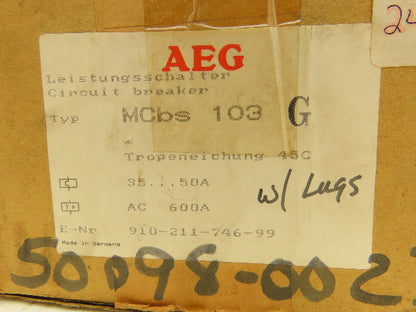 AEG
Leistungsschalter
Circuit breaker
Typ MCbs 103 G
Tropeneichung 45C
35...50A
w/ Lugs
AC 600A
E-Nr 910-211-746-99
Made in Germany
50D98-002